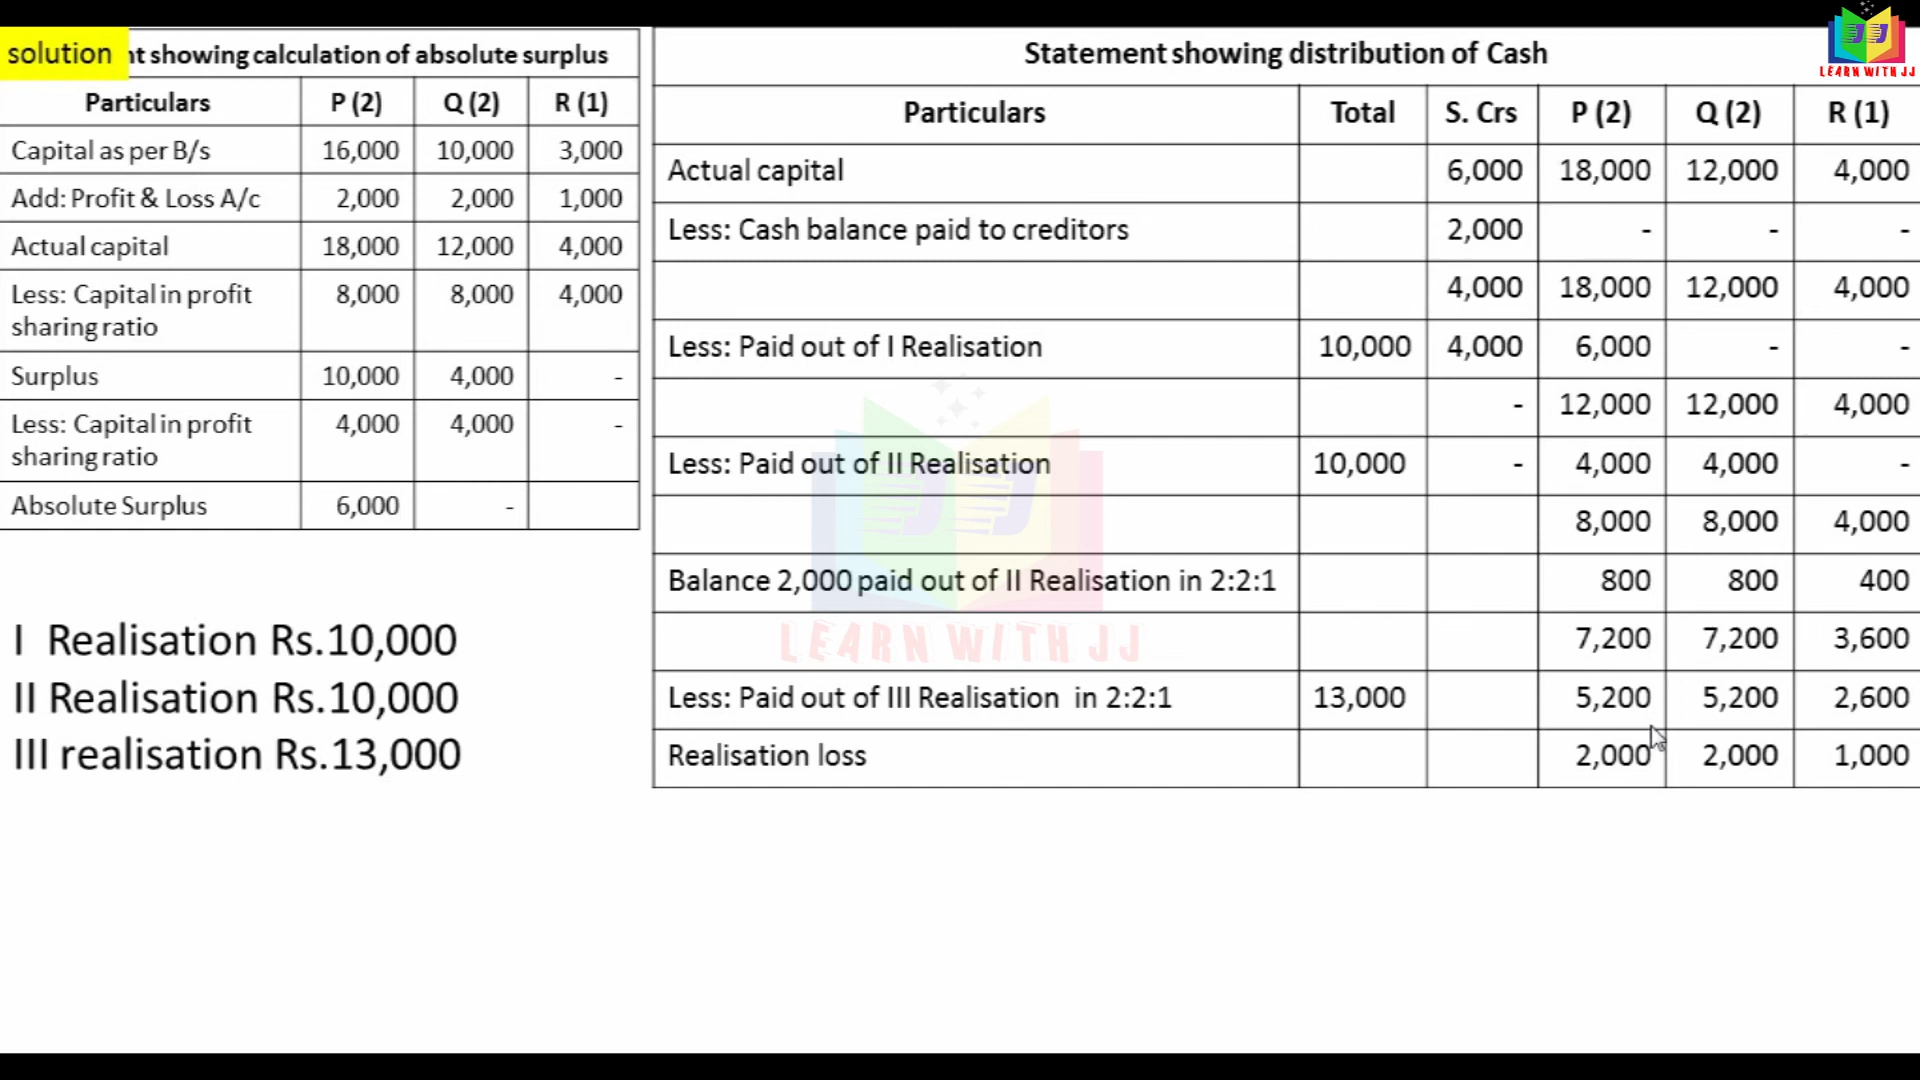 solution
nt showing calculation of absolute surplus
Particulars P (2) Q (2) R (1)
Capital as per B/s 16,000 10,000 3,000
Add: Profit & Loss A/c 2,000 2,000 1,000
Actual capital 18,000 12,000 4,000
Less: Capital in profit 8,000 8,000 4,000
sharing ratio
Surplus 10,000 4,000 -
Less: Capital in profit 4,000 4,000 -
sharing ratio
Absolute Surplus 6,000 -
I Realisation Rs.10,000
II Realisation Rs.10,000
III realisation Rs.13,000
Statement showing distribution of Cash
Particulars Total S. Crs P (2) Q (2) R (1)
Actual capital 6,000 18,000 12,000 4,000
Less: Cash balance paid to creditors 2,000 - - -
4,000 18,000 12,000 4,000
Less: Paid out of I Realisation 10,000 4,000 6,000 - -
- 12,000 12,000 4,000
Less: Paid out of II Realisation 10,000 - 4,000 4,000 -
8,000 8,000 4,000
Balance 2,000 paid out of II Realisation in 2:2:1 800 800 400
7,200 7,200 3,600
Less: Paid out of III Realisation in 2:2:1 13,000 5,200 5,200 2,600
Realisation loss 2,000 2,000 1,000
JJ
LEARN WITH JJ
JJ
LEARN WITH JJ